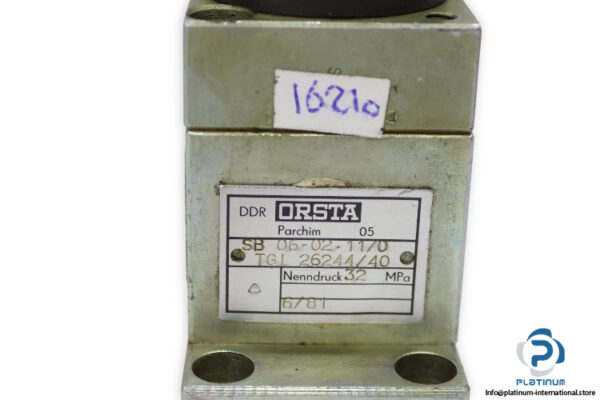 16210
DDR ORSTA
Parchim 05
SB 06-02-11/0
TGL 26244/40
Nenndruck 32 MPa
6/81
PLATINUM
Info@platinum-international.store